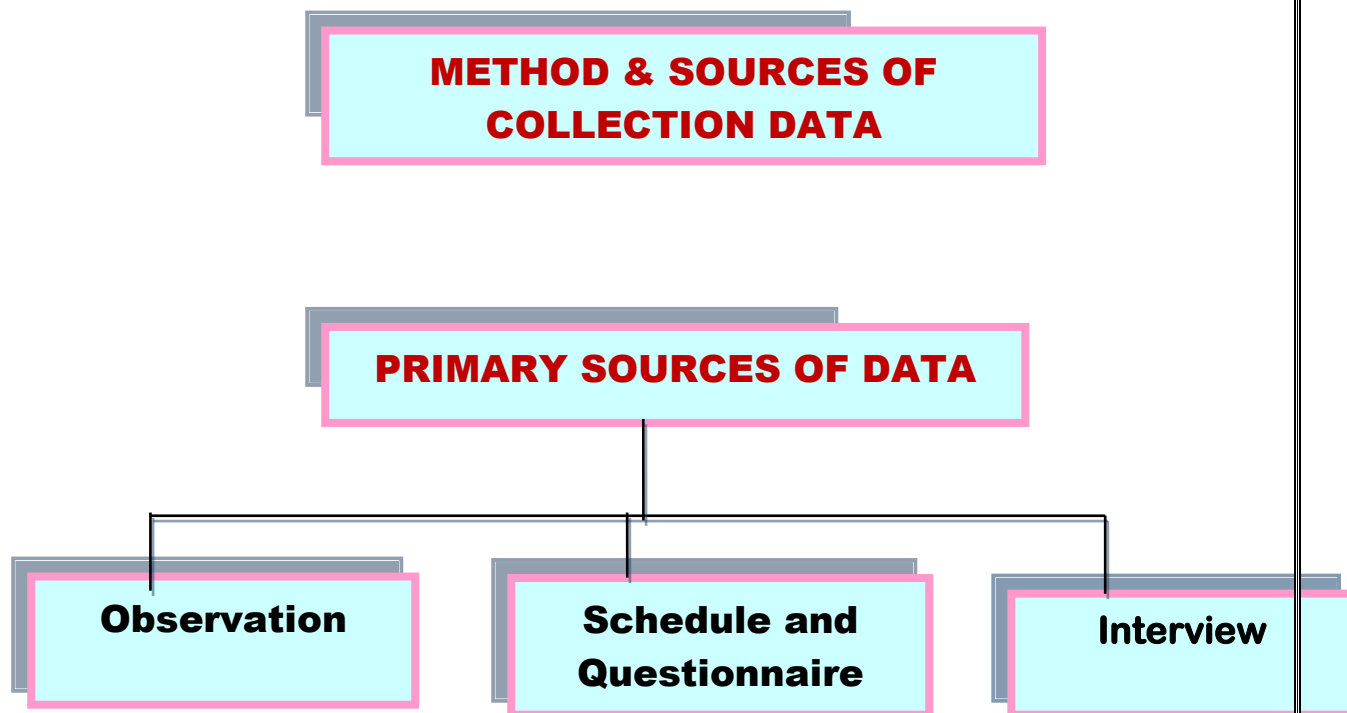 METHOD & SOURCES OF
COLLECTION DATA
PRIMARY SOURCES OF DATA
Observation
Schedule and
Questionnaire
Interview